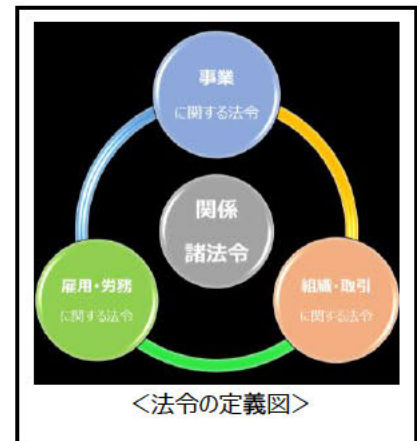 事業
に関する法令
関係
諸法令
雇用・労務
に関する法令
組織・取引
に関する法令
＜法令の定義図＞